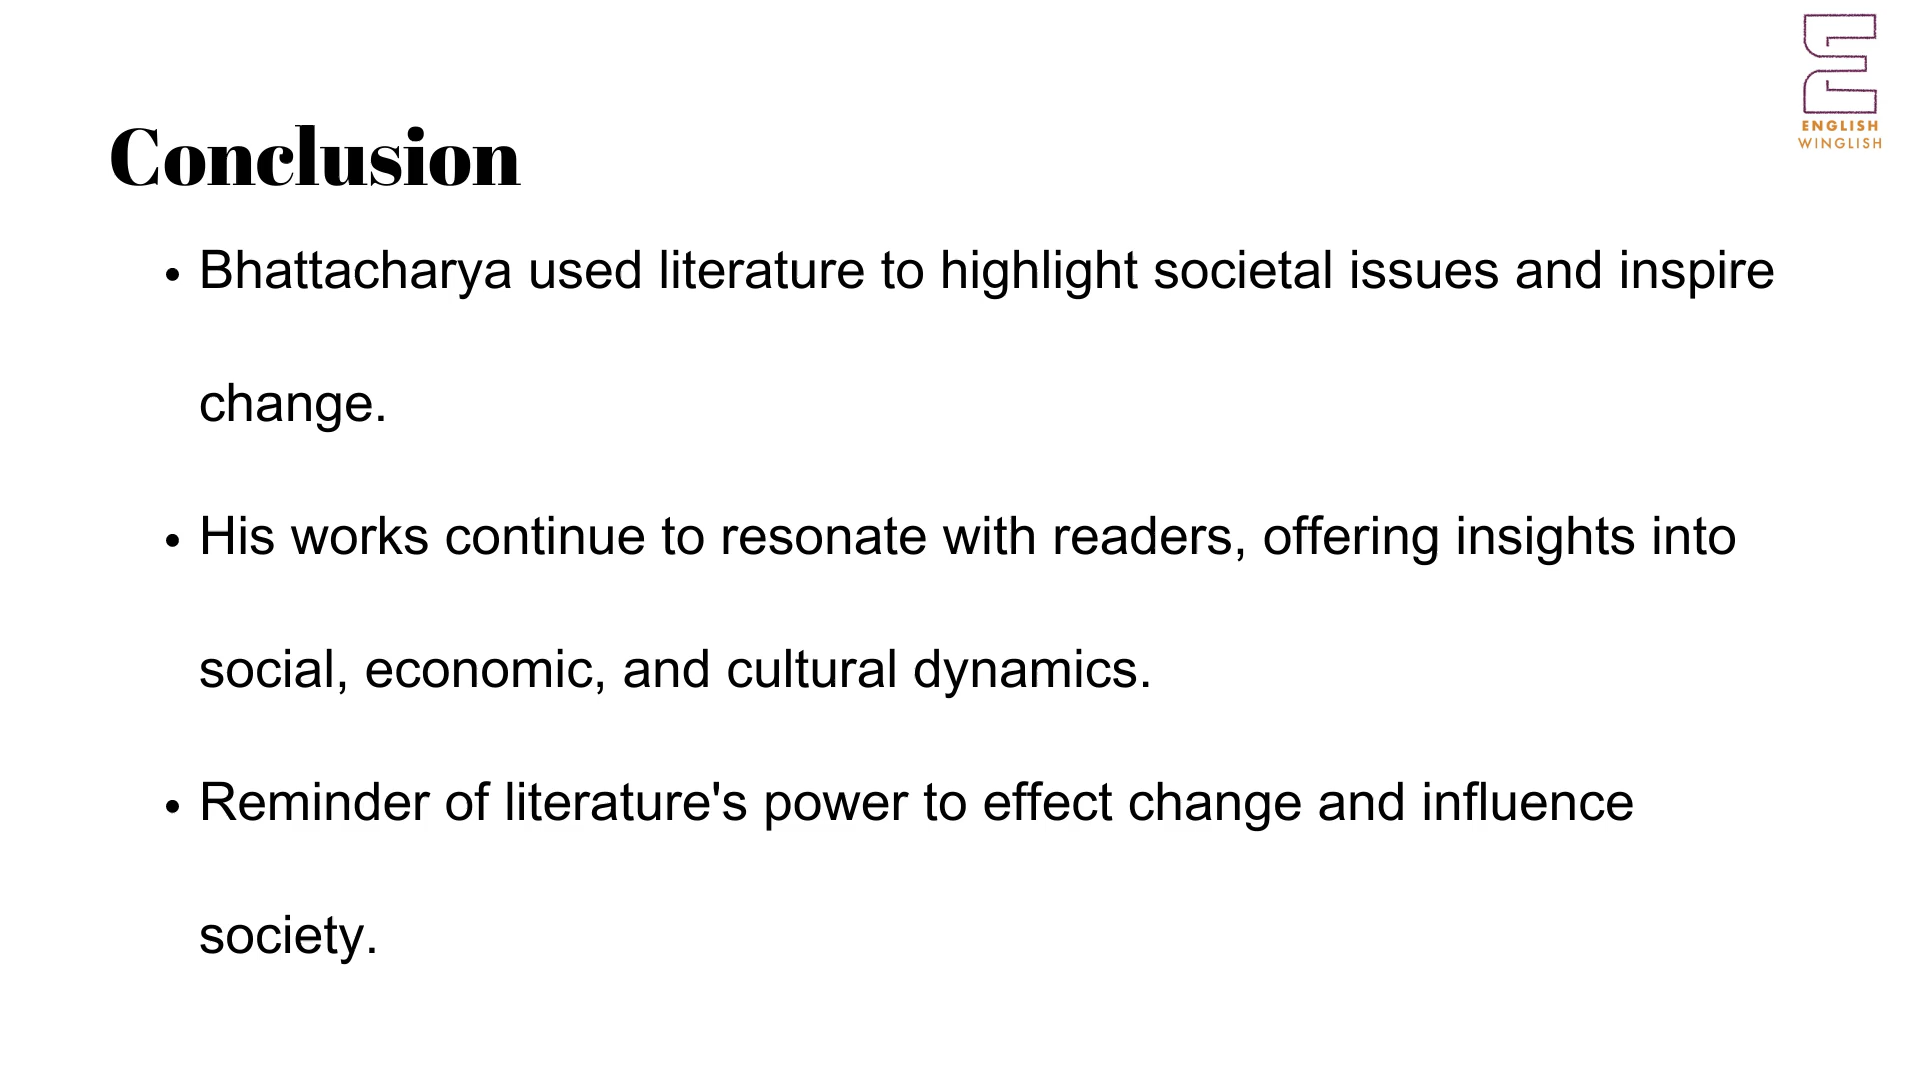 ENGLISH
WINGLISH
Conclusion
• Bhattacharya used literature to highlight societal issues and inspire
change.
• His works continue to resonate with readers, offering insights into
social, economic, and cultural dynamics.
• Reminder of literature's power to effect change and influence
society.